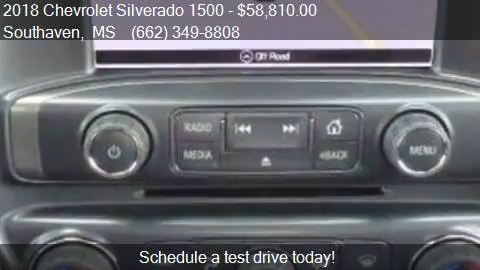 2018 Chevrolet Silverado 1500 - $58,810.00
Southaven, MS (662) 349-8808
Off Road
RADIO
MEDIA
◄BACK
MENU
Schedule a test drive today!